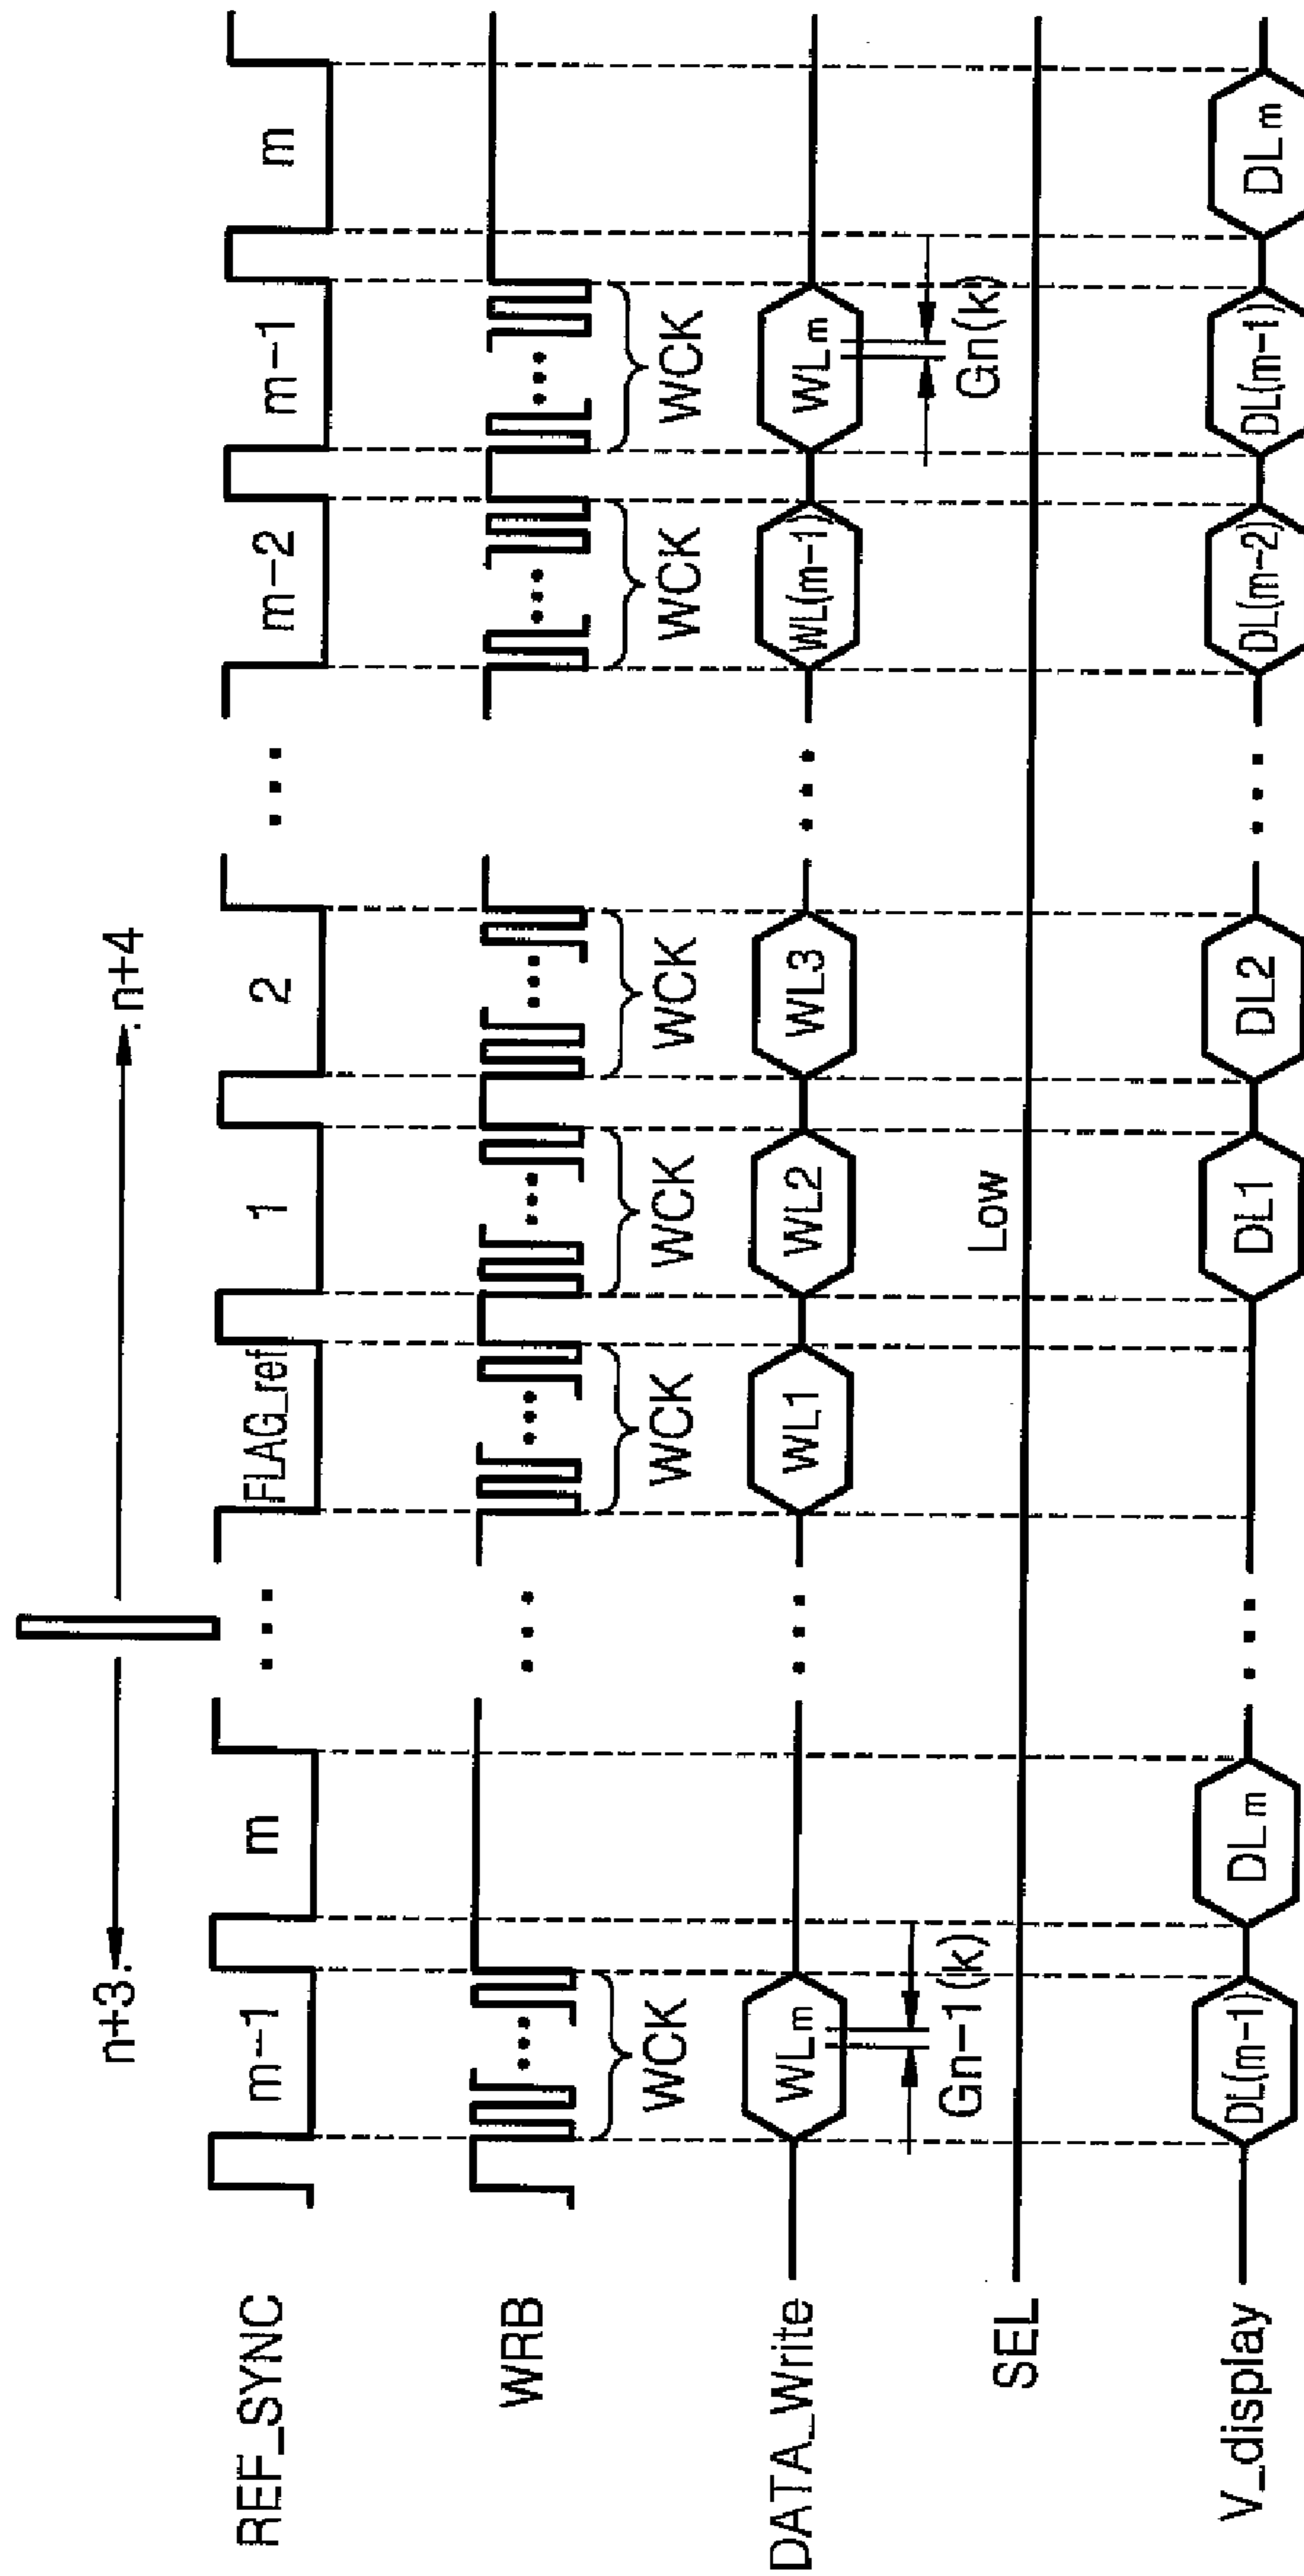 n+3 n+4
REF_SYNC m-1 m ... FLAG_ref 1 2 ... m-2 m-1 m
WRB ... ... ... ... ... ... ...
WCK WCK WCK WCK WCK WCK
DATA_Write WLm ... WL1 WL2 WL3 ... WL(m-1) WLm
Gn-1(k) Gn(k)
SEL Low
V_display DL(m-1) DLm ... DL1 DL2 ... DL(m-2) DL(m-1) DLm